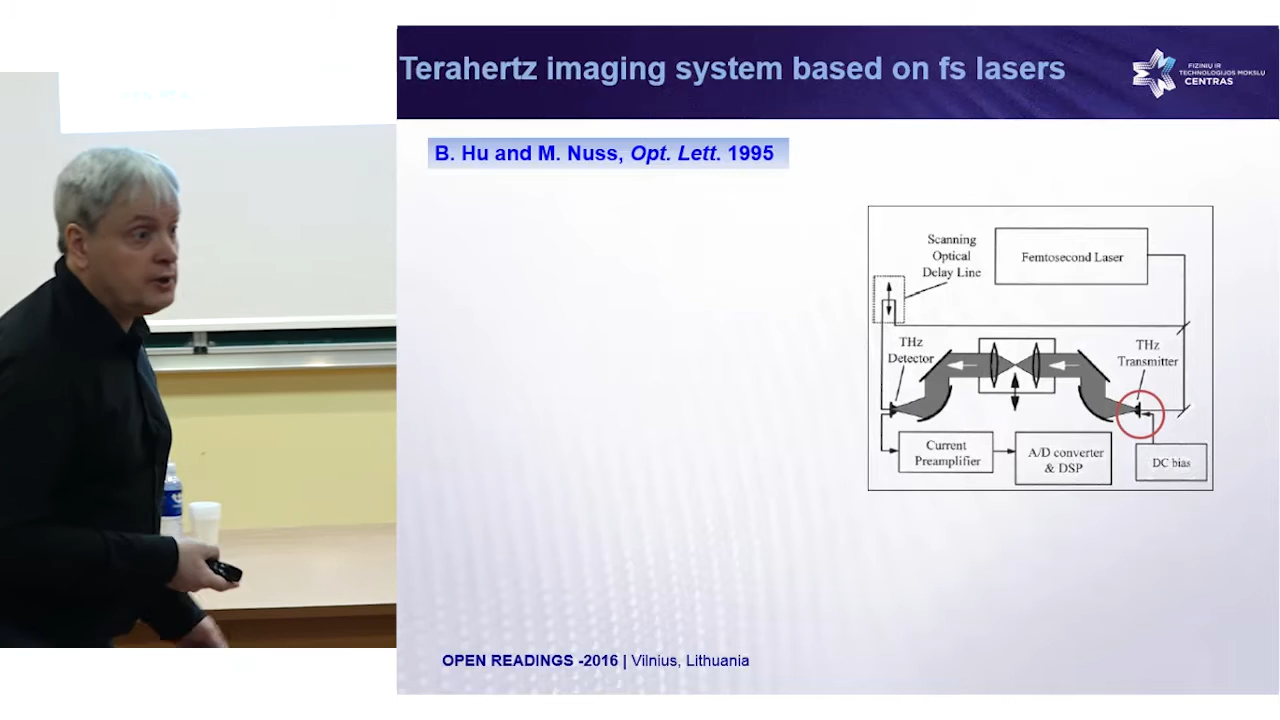 Terahertz imaging system based on fs lasers
FIZINIŲ IR
TECHNOLOGIJOS MOKSLŲ
CENTRAS
B. Hu and M. Nuss, Opt. Lett. 1995
Scanning
Optical
Delay Line
Femtosecond Laser
THz
Detector
THz
Transmitter
Current
Preamplifier
A/D converter
& DSP
DC bias
OPEN READINGS -2016 | Vilnius, Lithuania